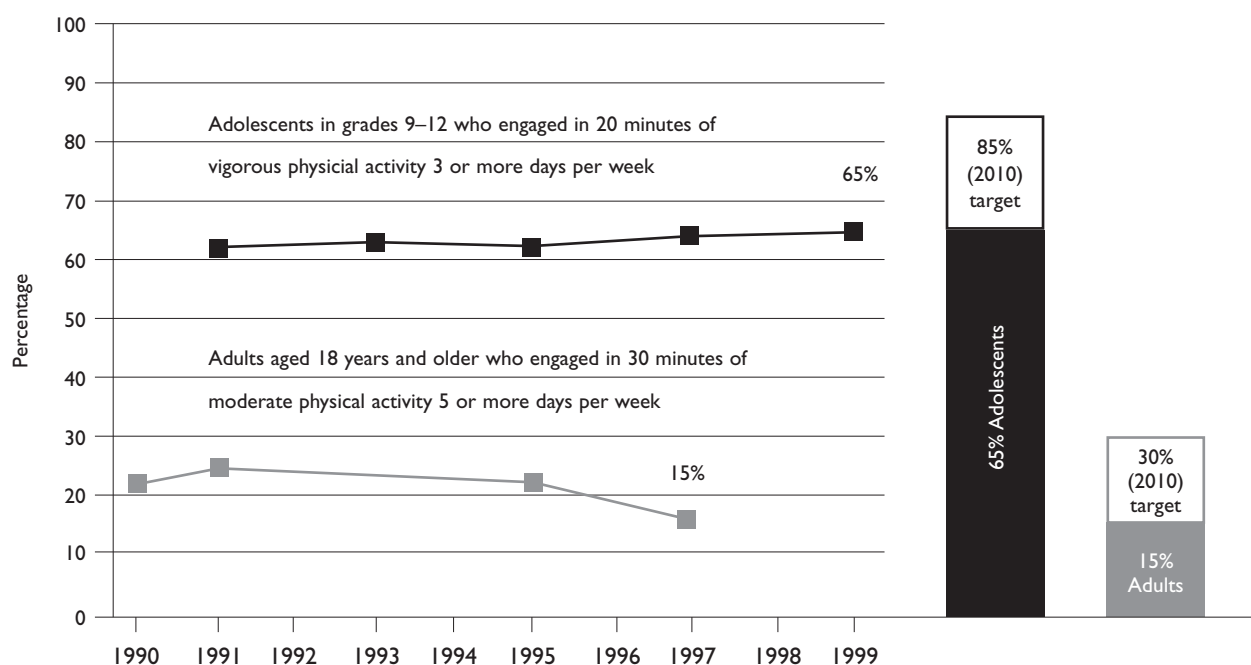 100
90
80
70
60
50
40
30
20
10
0
Percentage
Adolescents in grades 9–12 who engaged in 20 minutes of
vigorous physicial activity 3 or more days per week
65%
Adults aged 18 years and older who engaged in 30 minutes of
moderate physical activity 5 or more days per week
15%
1990 1991 1992 1993 1994 1995 1996 1997 1998 1999
85%
(2010)
target
65% Adolescents
30%
(2010)
target
15%
Adults